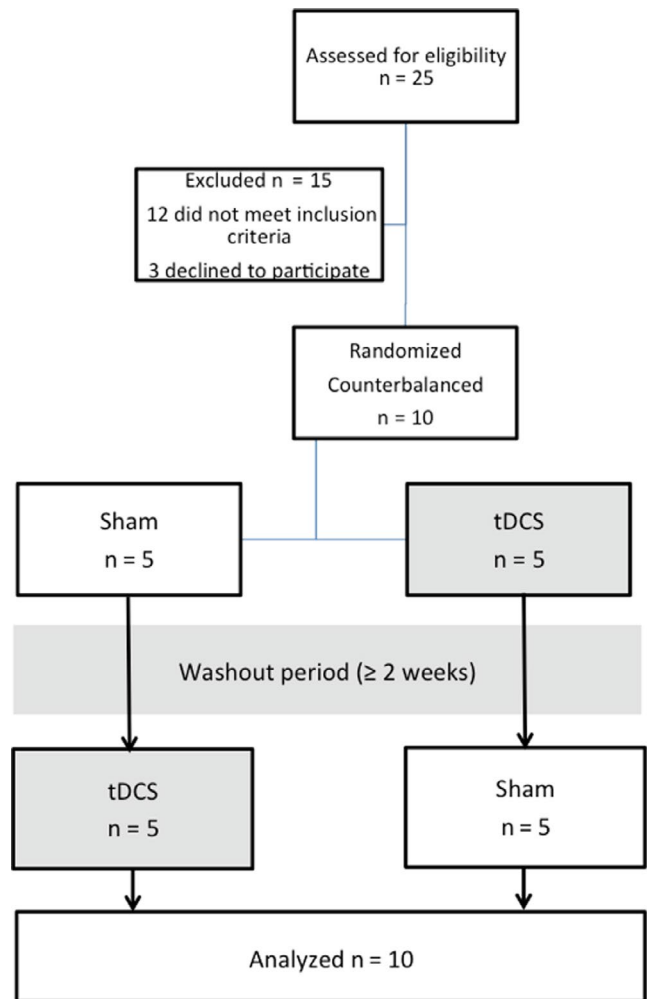 Assessed for eligibility
n = 25
Excluded n = 15
12 did not meet inclusion
criteria
3 declined to participate
Randomized
Counterbalanced
n = 10
Sham
n = 5
tDCS
n = 5
Washout period (≥ 2 weeks)
tDCS
n = 5
Sham
n = 5
Analyzed n = 10